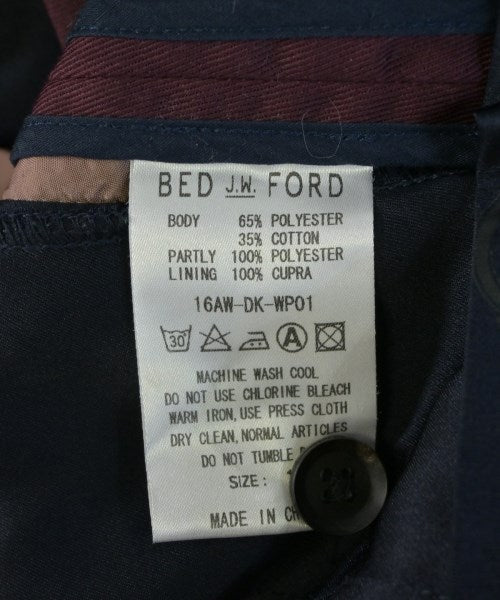 BED J.W. FORD
BODY 65% POLYESTER
35% COTTON
PARTLY 100% POLYESTER
LINING 100% CUPRA
16AW-DK-WP01
30 A
MACHINE WASH COOL
DO NOT USE CHLORINE BLEACH
WARM IRON, USE PRESS CLOTH
DRY CLEAN, NORMAL ARTICLES
DO NOT TUMBLE
SIZE:
MADE IN